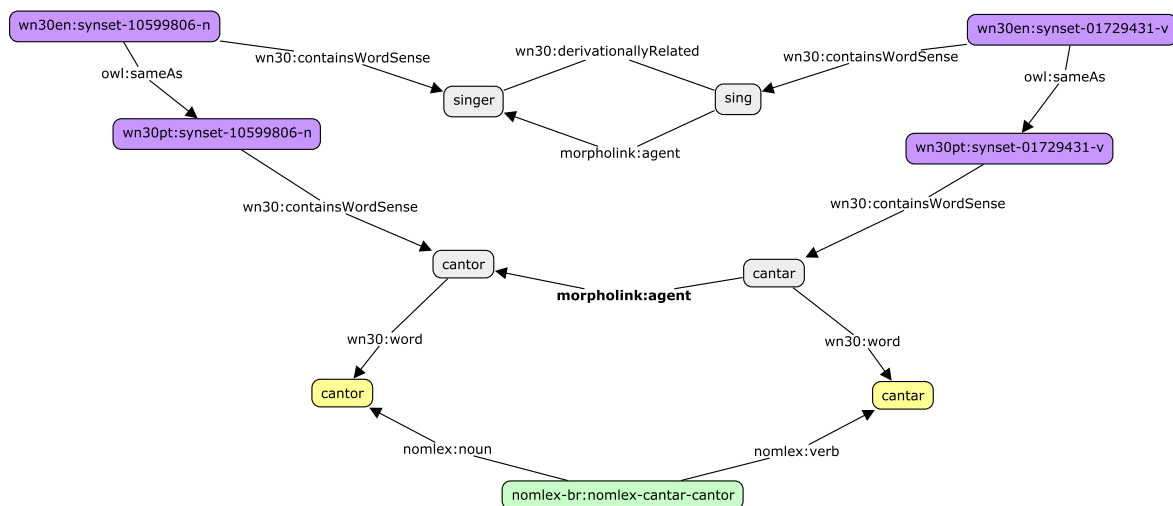 wn30en:synset-10599806-n
wn30en:synset-01729431-v
wn30:derivationallyRelated
wn30:containsWordSense
wn30:containsWordSense
owl:sameAs
owl:sameAs
singer
sing
wn30pt:synset-10599806-n
wn30pt:synset-01729431-v
morpholink:agent
wn30:containsWordSense
wn30:containsWordSense
cantor
cantar
morpholink:agent
wn30:word
wn30:word
cantor
cantar
nomlex:noun
nomlex:verb
nomlex-br:nomlex-cantar-cantor